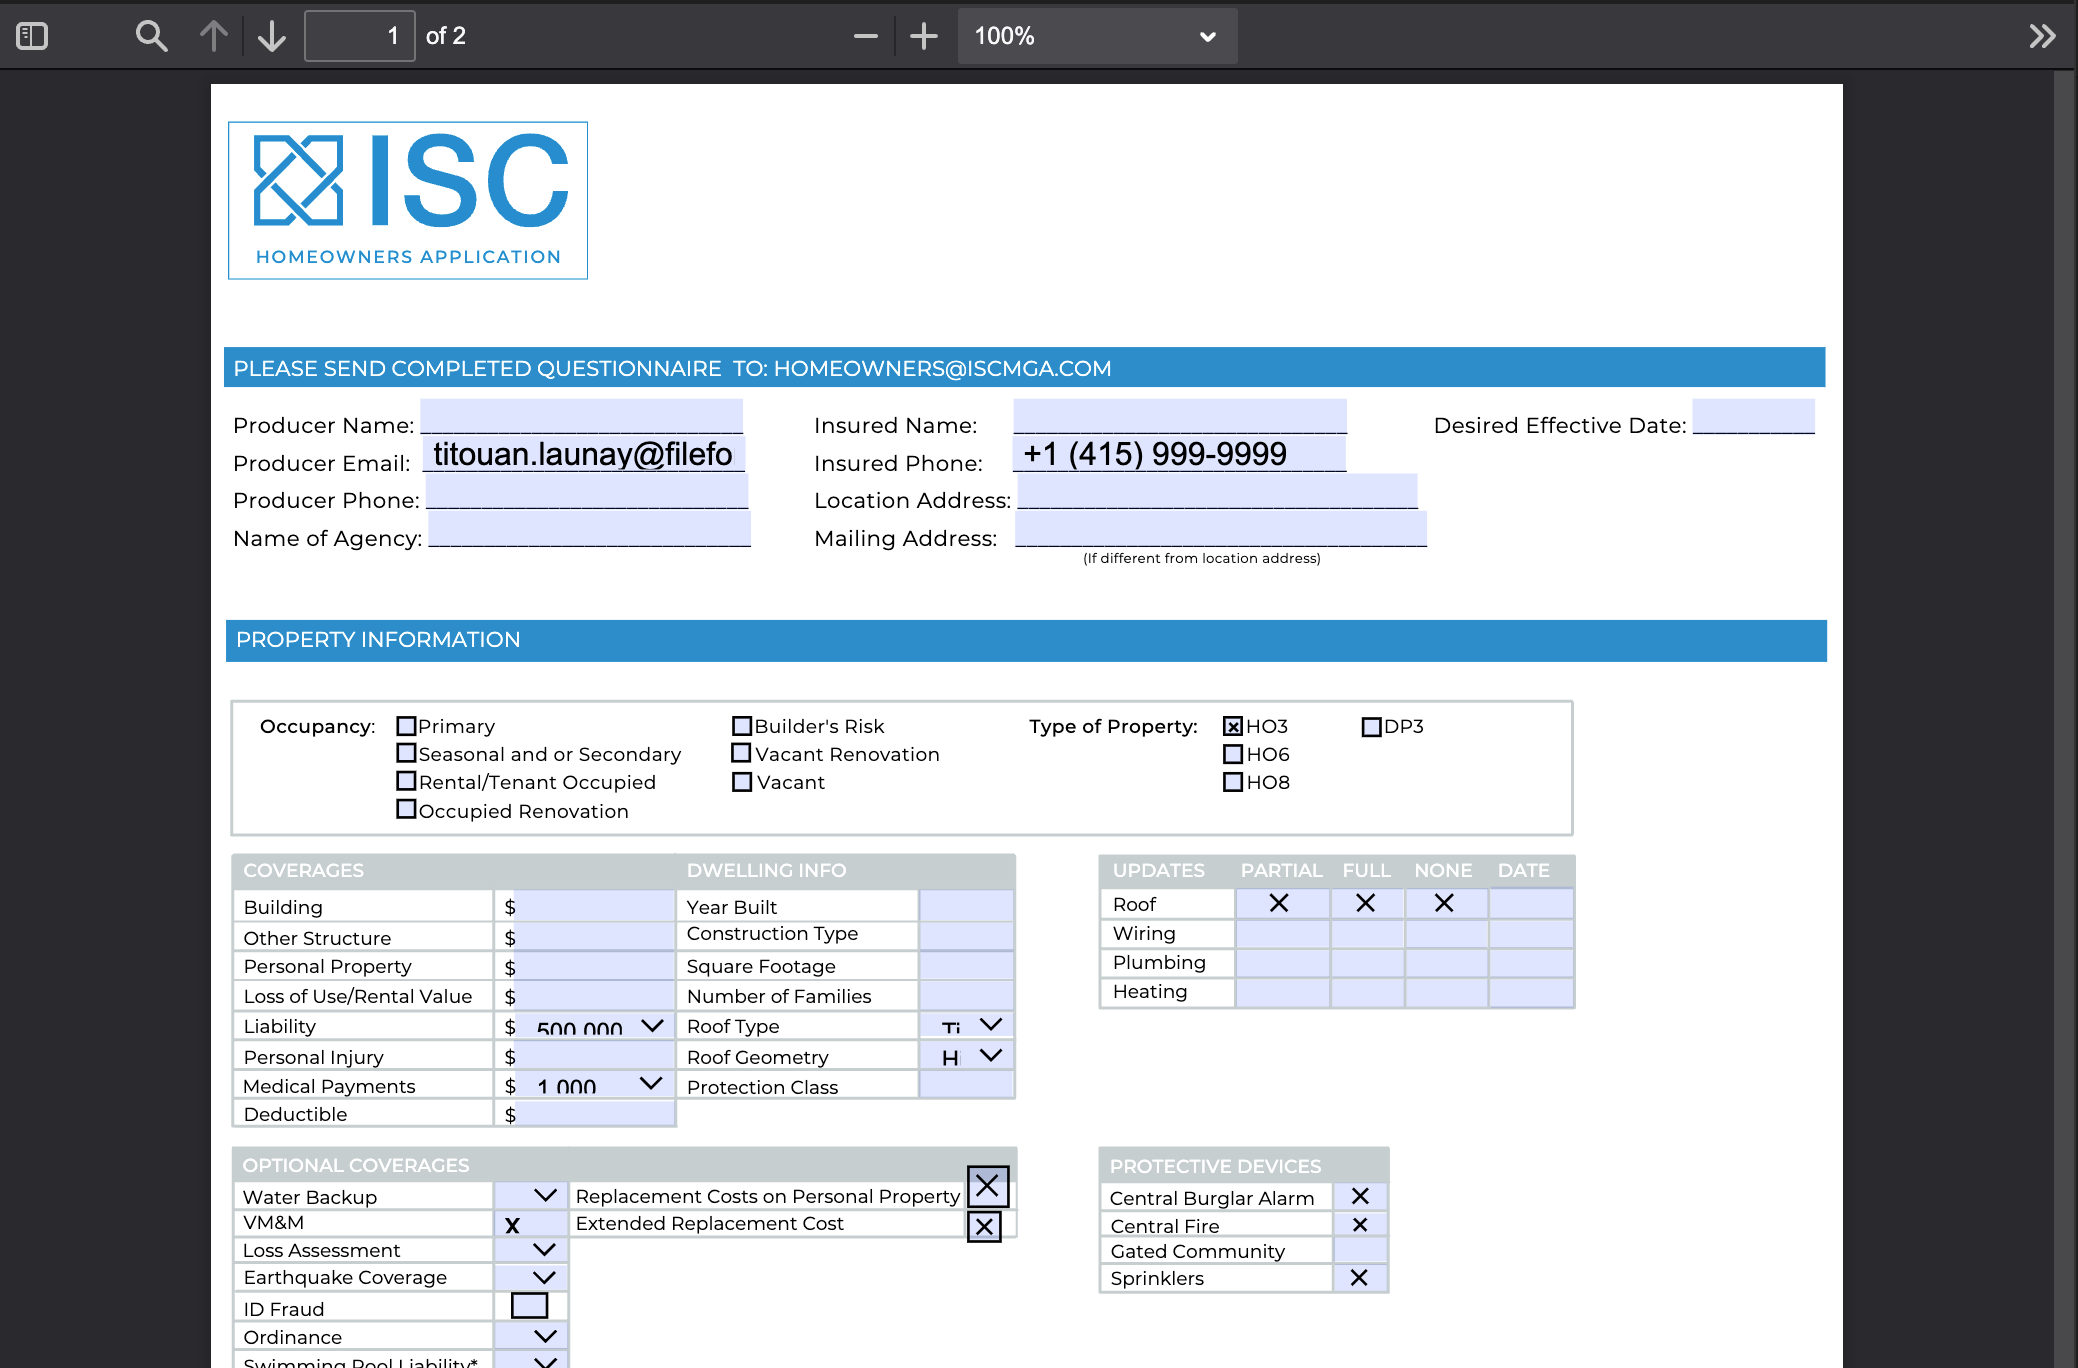 1 of 2 100%
ISC
HOMEOWNERS APPLICATION
PLEASE SEND COMPLETED QUESTIONNAIRE TO: HOMEOWNERS@ISCMGA.COM
Producer Name: Insured Name: Desired Effective Date:
Producer Email: titouan.launay@filefo Insured Phone: +1 (415) 999-9999
Producer Phone: Location Address:
Name of Agency: Mailing Address:
(If different from location address)
PROPERTY INFORMATION
Occupancy: Primary Builder's Risk Type of Property: x HO3 DP3
Seasonal and or Secondary Vacant Renovation HO6
Rental/Tenant Occupied Vacant HO8
Occupied Renovation
COVERAGES DWELLING INFO UPDATES PARTIAL FULL NONE DATE
Building $ Year Built Roof X X X
Other Structure $ Construction Type Wiring
Personal Property $ Square Footage Plumbing
Loss of Use/Rental Value $ Number of Families Heating
Liability $ 500,000 Roof Type Ti
Personal Injury $ Roof Geometry H
Medical Payments $ 1,000 Protection Class
Deductible $
OPTIONAL COVERAGES PROTECTIVE DEVICES
Water Backup Replacement Costs on Personal Property X Central Burglar Alarm X
VM&M X Extended Replacement Cost X Central Fire X
Loss Assessment Gated Community
Earthquake Coverage Sprinklers X
ID Fraud
Ordinance
Swimming Pool Liability*